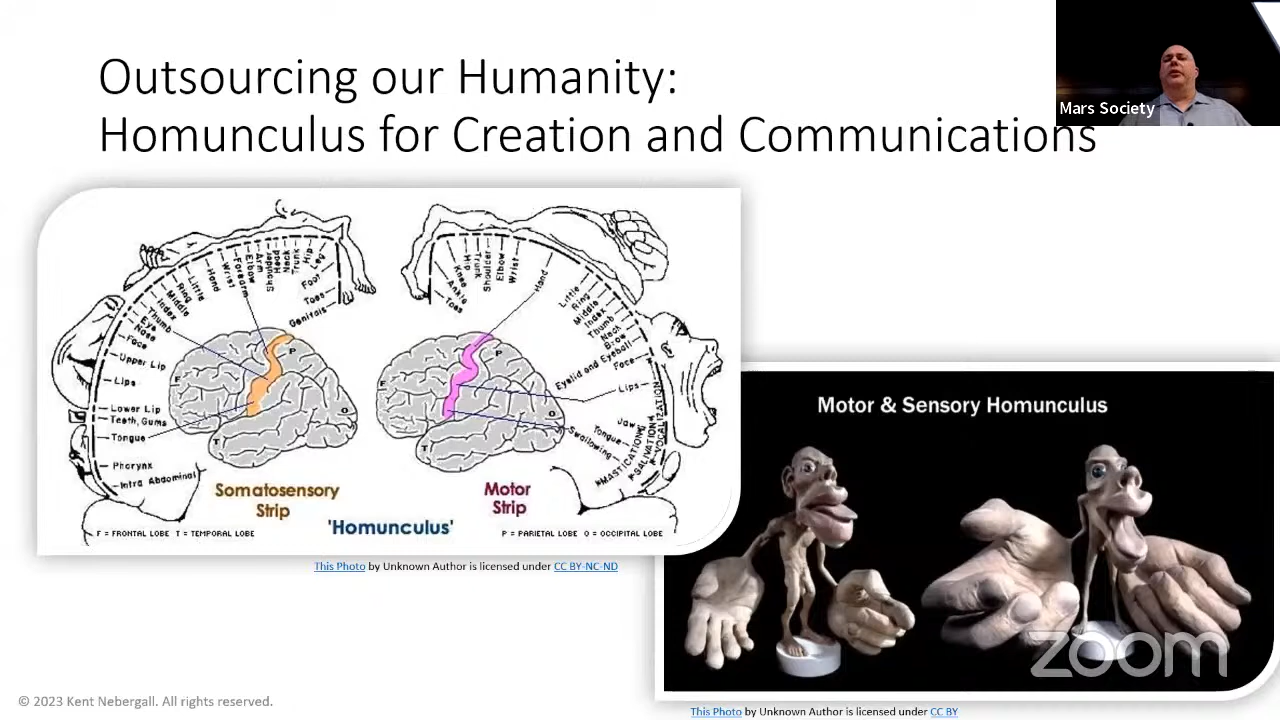 Outsourcing our Humanity:
Homunculus for Creation and Communications
Mars Society
Little
Ring
Middle
Index
Thumb
Eye
Nose
Face
Upper Lip
Lips
Lower Lip
Teeth, Gums
Tongue
Pharynx
Intra Abdominal
Hand
Wrist
Forearm
Elbow
Arm
Shoulder
Head
Neck
Trunk
Hip
Leg
Foot
Toes
Genitals
F
P
O
T
Somatosensory
Strip
F = FRONTAL LOBE T = TEMPORAL LOBE
'Homunculus'
Toes
Ankle
Knee
Hip
Trunk
Shoulder
Elbow
Wrist
Hand
Little
Ring
Middle
Index
Thumb
Neck
Brow
Eyelid and Eyeball
Face
Lips
Jaw
Tongue
Swallowing
MASTICATION
SALIVATION
VOCALIZATION
F
P
O
T
Motor
Strip
P = PARIETAL LOBE O = OCCIPITAL LOBE
This Photo by Unknown Author is licensed under CC BY-NC-ND
Motor & Sensory Homunculus
zoom
© 2023 Kent Nebergall. All rights reserved.
This Photo by Unknown Author is licensed under CC BY